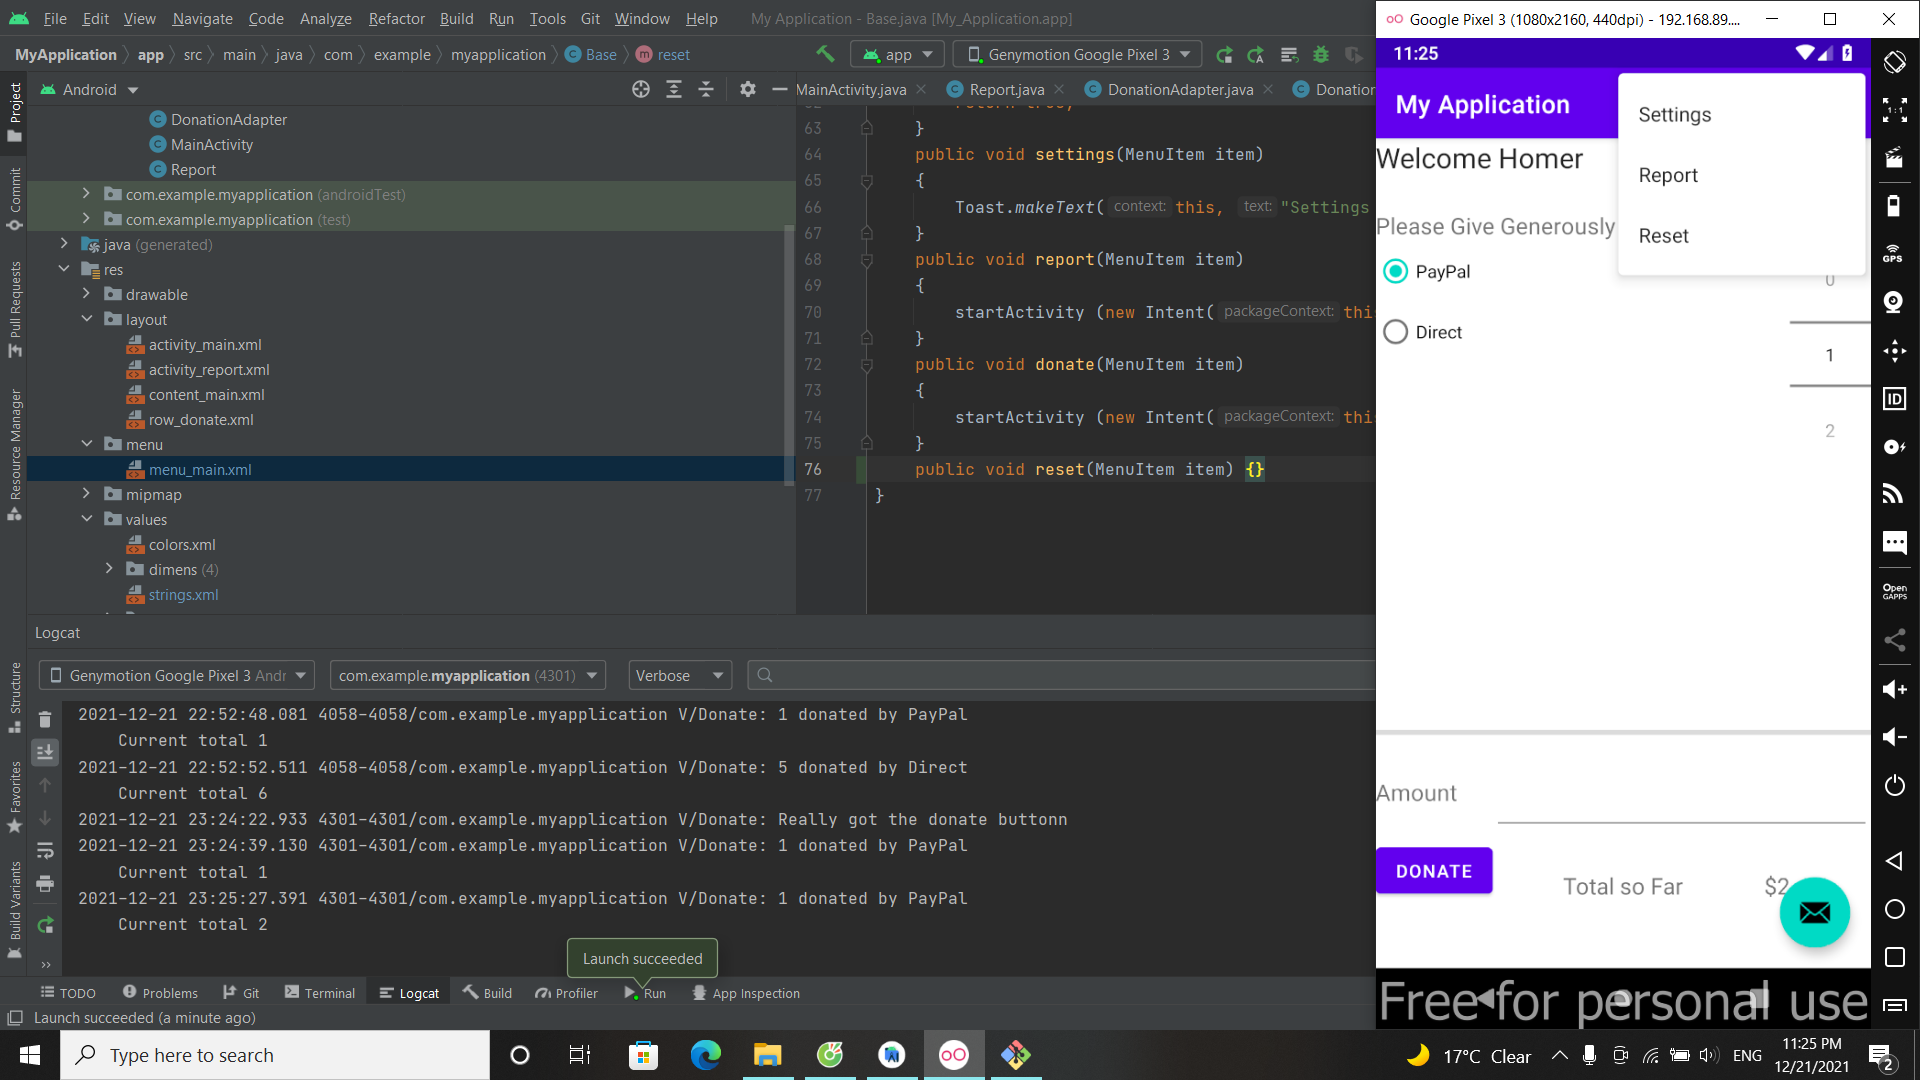 File Edit View Navigate Code Analyze Refactor Build Run Tools Git Window Help My Application - Base.java [My_Application.app]
MyApplication app src main java com example myapplication Base reset
app
Genymotion Google Pixel 3
Project
Commit
Pull Requests
Resource Manager
Structure
Favorites
Build Variants
Android
DonationAdapter
MainActivity
Report
com.example.myapplication (androidTest)
com.example.myapplication (test)
java (generated)
res
drawable
layout
activity_main.xml
activity_report.xml
content_main.xml
row_donate.xml
menu
menu_main.xml
mipmap
values
colors.xml
dimens (4)
strings.xml
MainActivity.java Report.java DonationAdapter.java Donation
63 }
64 public void settings(MenuItem item)
65 {
66 Toast.makeText( context: this, text: "Settings
67 }
68 public void report(MenuItem item)
69 {
70 startActivity (new Intent( packageContext: this
71 }
72 public void donate(MenuItem item)
73 {
74 startActivity (new Intent( packageContext: this
75 }
76 public void reset(MenuItem item) {}
77 }
Logcat
Genymotion Google Pixel 3 Andr
com.example.myapplication (4301)
Verbose
2021-12-21 22:52:48.081 4058-4058/com.example.myapplication V/Donate: 1 donated by PayPal
Current total 1
2021-12-21 22:52:52.511 4058-4058/com.example.myapplication V/Donate: 5 donated by Direct
Current total 6
2021-12-21 23:24:22.933 4301-4301/com.example.myapplication V/Donate: Really got the donate buttonn
2021-12-21 23:24:39.130 4301-4301/com.example.myapplication V/Donate: 1 donated by PayPal
Current total 1
2021-12-21 23:25:27.391 4301-4301/com.example.myapplication V/Donate: 1 donated by PayPal
Current total 2
Launch succeeded
TODO Problems Git Terminal Logcat Build Profiler Run App Inspection
Launch succeeded (a minute ago)
Google Pixel 3 (1080x2160, 440dpi) - 192.168.89....
11:25
My Application
Settings
Report
Reset
Welcome Homer
Please Give Generously
PayPal
Direct
0
1
2
Amount
DONATE
Total so Far
$2
Free for personal use
1:1
GPS
ID
Open
GAPPS
Type here to search
17°C Clear
ENG
11:25 PM
12/21/2021
2